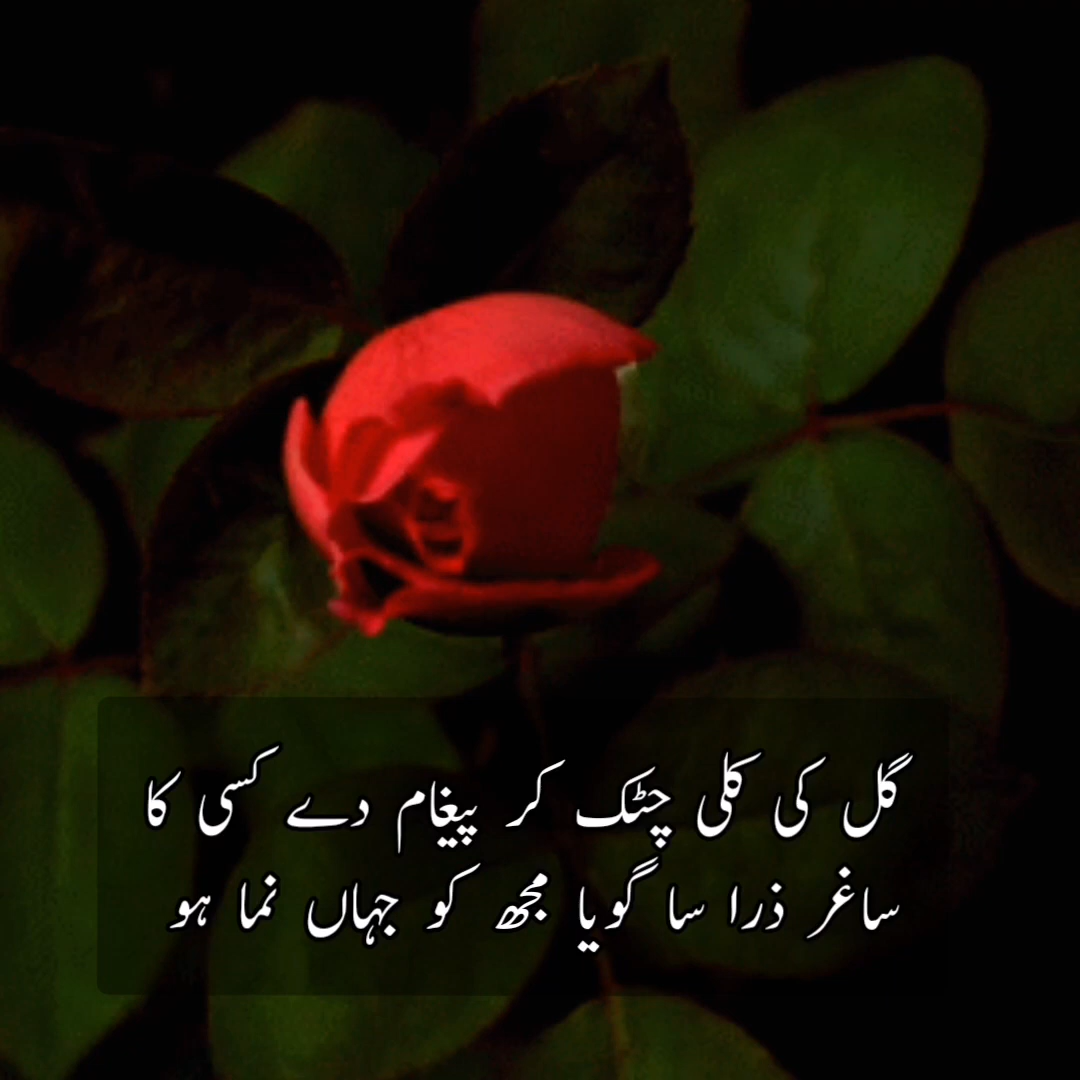 گل کی کلی چٹک کر پیغام دے کسی کا
ساغر ذرا سا گویا مجھ کو جہاں نما ہو